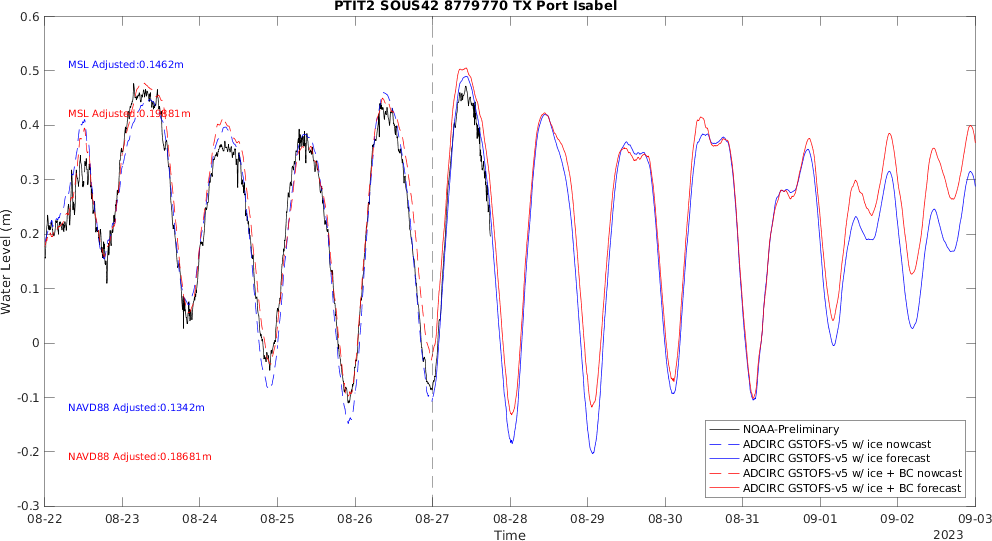 PTIT2 SOUS42 8779770 TX Port Isabel
0.6
0.5
0.4
0.3
0.2
0.1
0
-0.1
-0.2
-0.3
Water Level (m)
MSL Adjusted:0.1462m
MSL Adjusted:0.19881m
NAVD88 Adjusted:0.1342m
NAVD88 Adjusted:0.18681m
NOAA-Preliminary
ADCIRC GSTOFS-v5 w/ ice nowcast
ADCIRC GSTOFS-v5 w/ ice forecast
ADCIRC GSTOFS-v5 w/ ice + BC nowcast
ADCIRC GSTOFS-v5 w/ ice + BC forecast
08-22 08-23 08-24 08-25 08-26 08-27 08-28 08-29 08-30 08-31 09-01 09-02 09-03
Time
2023